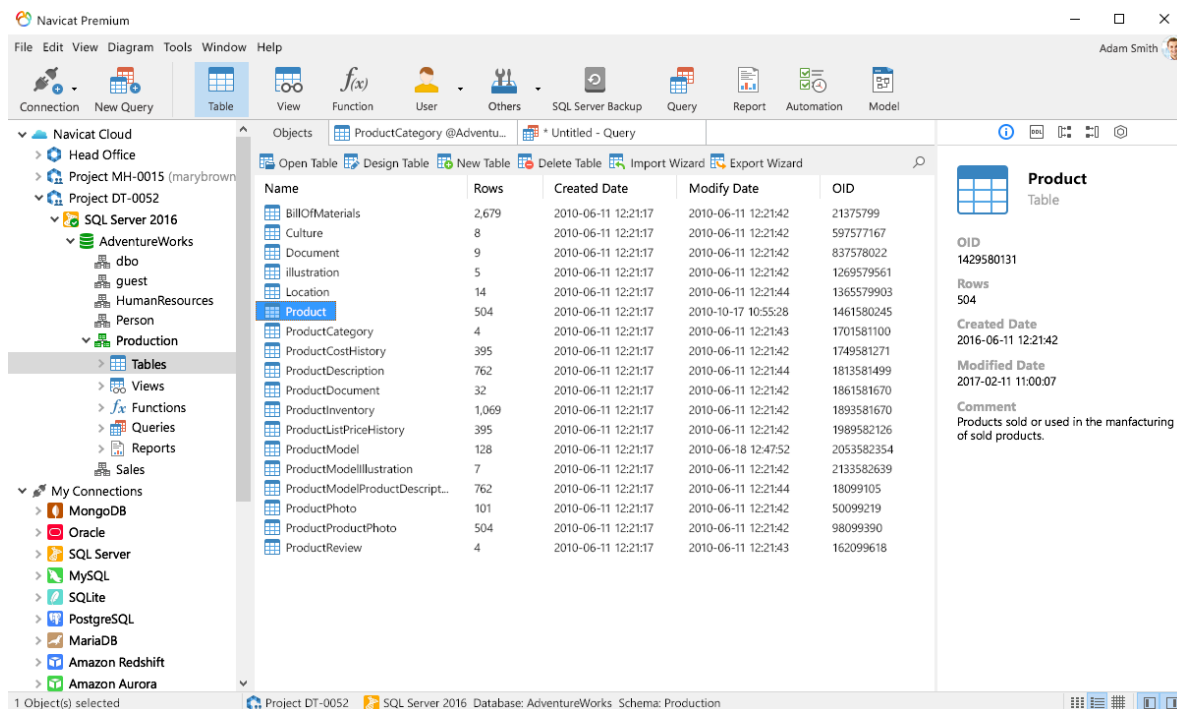 Navicat Premium
File Edit View Diagram Tools Window Help
Adam Smith
Connection New Query Table View Function User Others SQL Server Backup Query Report Automation Model
f(x)
Navicat Cloud
Head Office
Project MH-0015 (marybrown
Project DT-0052
SQL Server 2016
AdventureWorks
dbo
guest
HumanResources
Person
Production
Tables
Views
fx Functions
Queries
Reports
Sales
My Connections
MongoDB
Oracle
SQL Server
MySQL
SQLite
PostgreSQL
MariaDB
Amazon Redshift
Amazon Aurora
Objects ProductCategory @Adventu... * Untitled - Query
Open Table Design Table New Table Delete Table Import Wizard Export Wizard
Name Rows Created Date Modify Date OID
BillOfMaterials 2,679 2010-06-11 12:21:17 2010-06-11 12:21:42 21375799
Culture 8 2010-06-11 12:21:17 2010-06-11 12:21:42 597577167
Document 9 2010-06-11 12:21:17 2010-06-11 12:21:42 837578022
illustration 5 2010-06-11 12:21:17 2010-06-11 12:21:42 1269579561
Location 14 2010-06-11 12:21:17 2010-06-11 12:21:44 1365579903
Product 504 2010-06-11 12:21:17 2010-10-17 10:55:28 1461580245
ProductCategory 4 2010-06-11 12:21:17 2010-06-11 12:21:43 1701581100
ProductCostHistory 395 2010-06-11 12:21:17 2010-06-11 12:21:42 1749581271
ProductDescription 762 2010-06-11 12:21:17 2010-06-11 12:21:44 1813581499
ProductDocument 32 2010-06-11 12:21:17 2010-06-11 12:21:42 1861581670
ProductInventory 1,069 2010-06-11 12:21:17 2010-06-11 12:21:42 1893581670
ProductListPriceHistory 395 2010-06-11 12:21:17 2010-06-11 12:21:42 1989582126
ProductModel 128 2010-06-11 12:21:17 2010-06-18 12:47:52 2053582354
ProductModelIllustration 7 2010-06-11 12:21:17 2010-06-11 12:21:42 2133582639
ProductModelProductDescript... 762 2010-06-11 12:21:17 2010-06-11 12:21:44 18099105
ProductPhoto 101 2010-06-11 12:21:17 2010-06-11 12:21:42 50099219
ProductProductPhoto 504 2010-06-11 12:21:17 2010-06-11 12:21:42 98099390
ProductReview 4 2010-06-11 12:21:17 2010-06-11 12:21:43 162099618
DDL
Product
Table
OID
1429580131
Rows
504
Created Date
2016-06-11 12:21:42
Modified Date
2017-02-11 11:00:07
Comment
Products sold or used in the manfacturing
of sold products.
1 Object(s) selected Project DT-0052 SQL Server 2016 Database: AdventureWorks Schema: Production